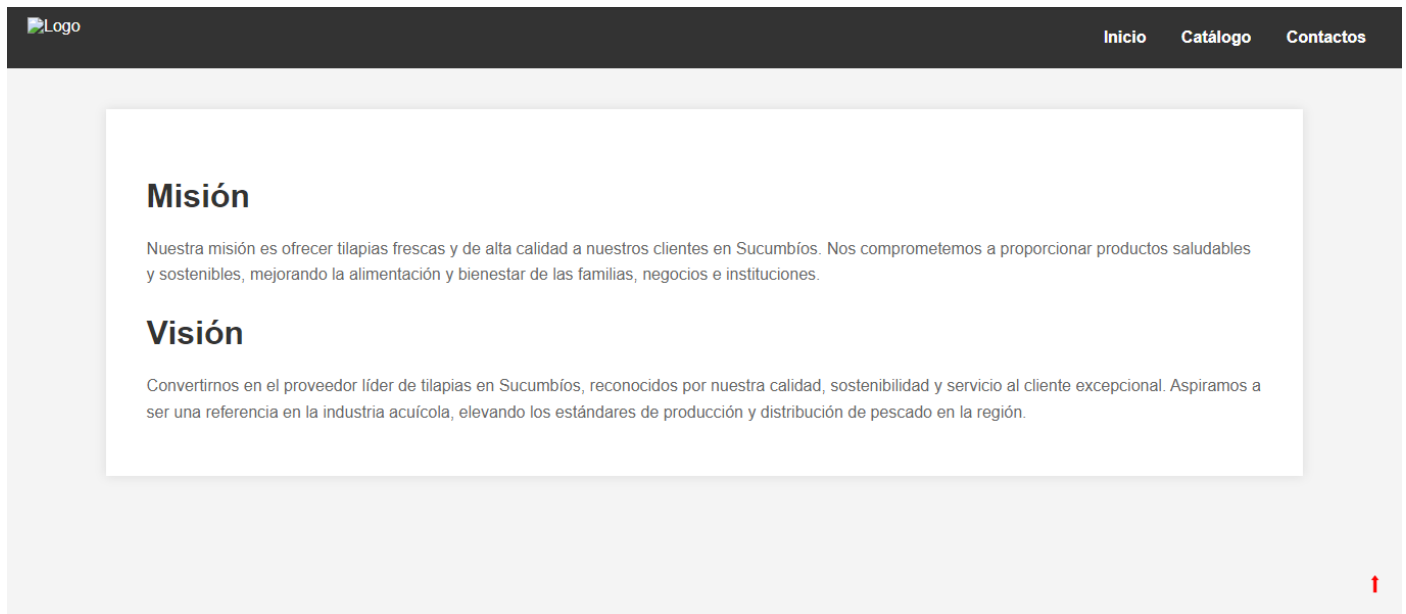 Logo
Inicio Catálogo Contactos
Misión
Nuestra misión es ofrecer tilapias frescas y de alta calidad a nuestros clientes en Sucumbíos. Nos comprometemos a proporcionar productos saludables
y sostenibles, mejorando la alimentación y bienestar de las familias, negocios e instituciones.
Visión
Convertirnos en el proveedor líder de tilapias en Sucumbíos, reconocidos por nuestra calidad, sostenibilidad y servicio al cliente excepcional. Aspiramos a
ser una referencia en la industria acuícola, elevando los estándares de producción y distribución de pescado en la región.